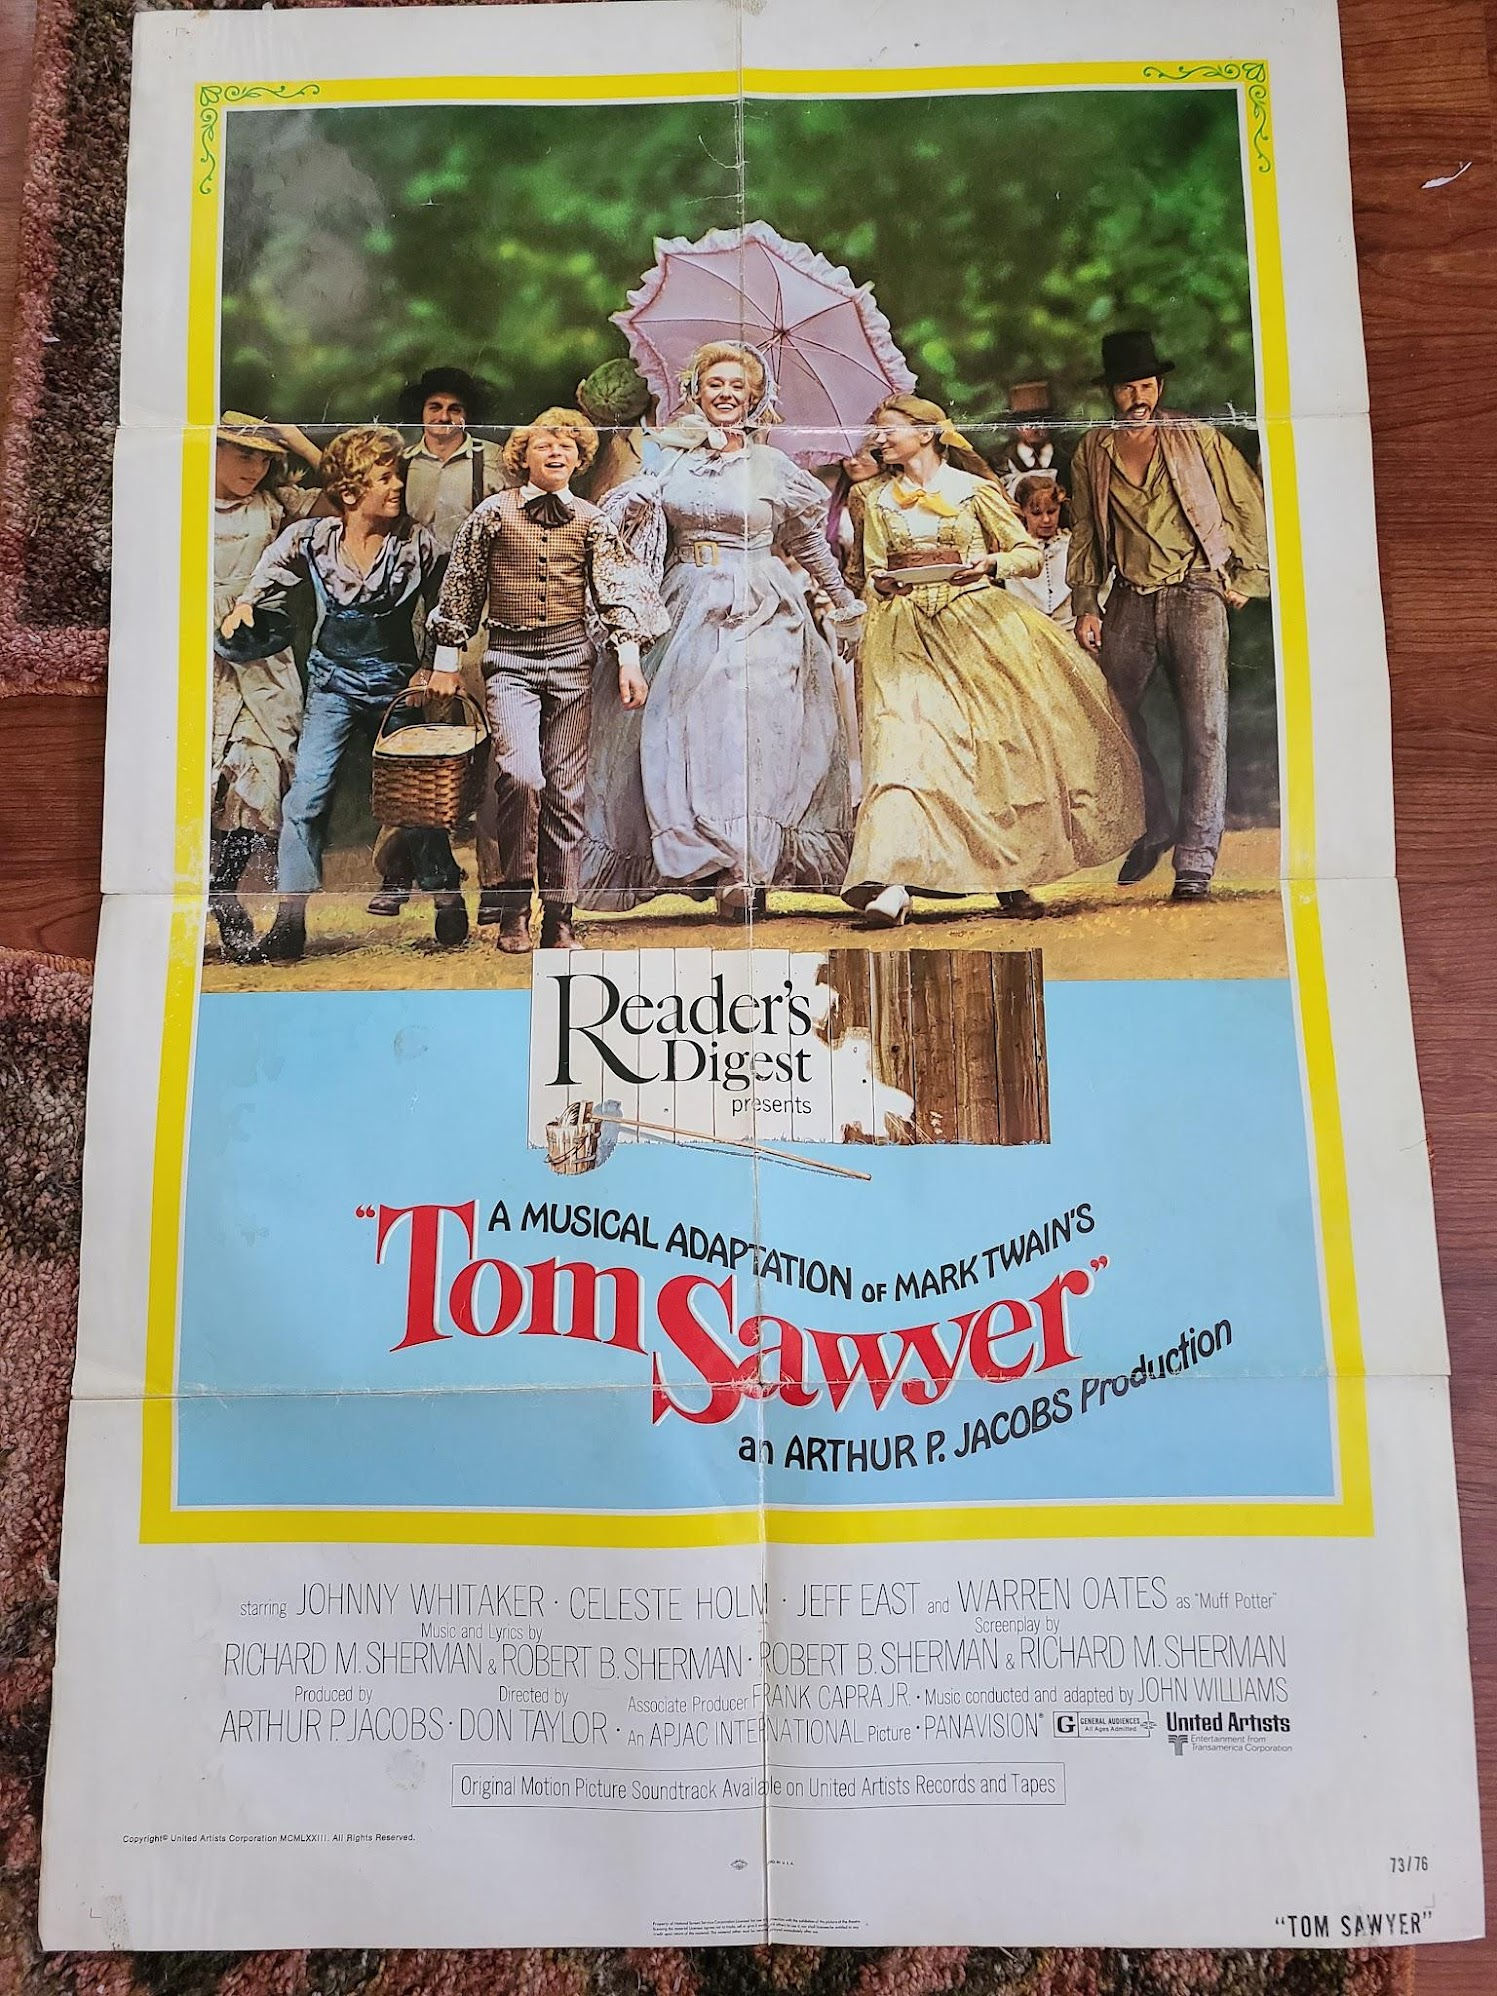 Reader's
Digest
presents
A MUSICAL ADAPTATION OF MARK TWAIN'S
"Tom Sawyer"
an ARTHUR P. JACOBS Production
starring JOHNNY WHITAKER · CELESTE HOLM · JEFF EAST and WARREN OATES as "Muff Potter"
Music and Lyrics by Screenplay by
RICHARD M. SHERMAN & ROBERT B. SHERMAN · ROBERT B. SHERMAN & RICHARD M. SHERMAN
Produced by Directed by Associate Producer FRANK CAPRA JR. · Music conducted and adapted by JOHN WILLIAMS
ARTHUR P. JACOBS · DON TAYLOR · An APJAC INTERNATIONAL Picture · PANAVISION® G GENERAL AUDIENCES All Ages Admitted United Artists
Entertainment from
Transamerica Corporation
Original Motion Picture Soundtrack Available on United Artists Records and Tapes
Copyright© United Artists Corporation MCMLXXIII. All Rights Reserved.
73/76
"TOM SAWYER"